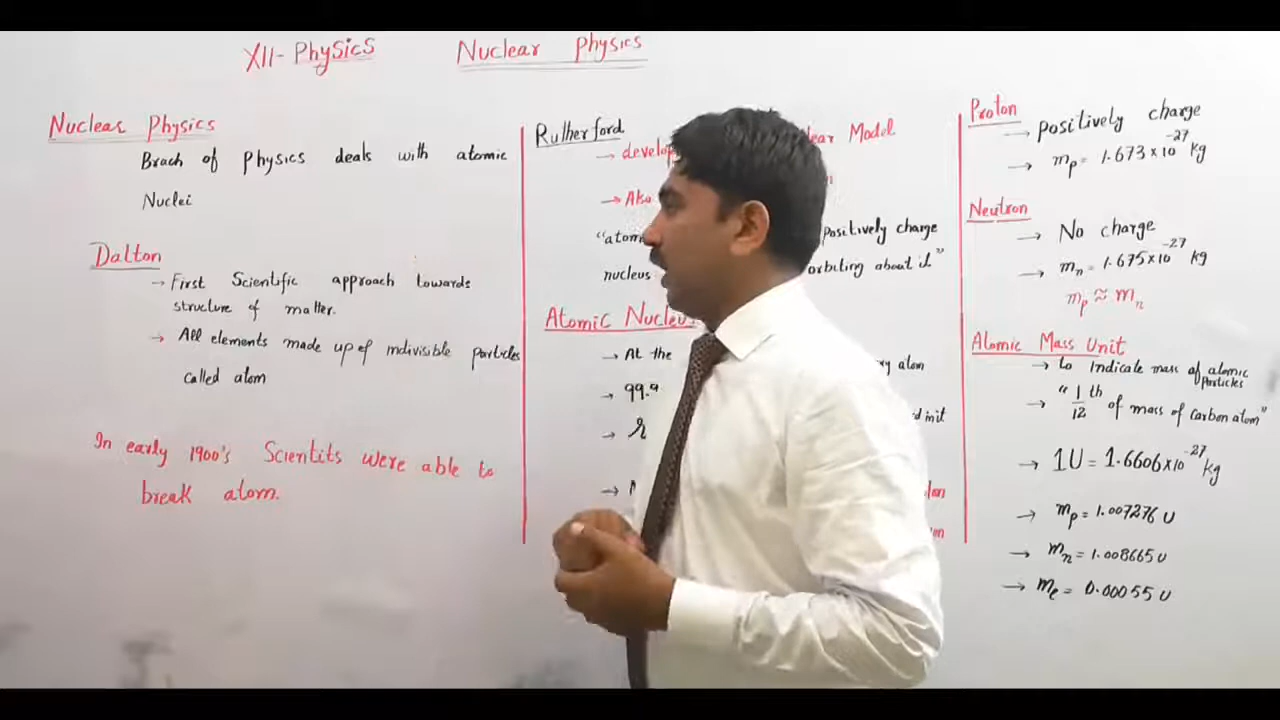 XII- Physics Nuclear Physics
Nuclear Physics
Brach of Physics deals with atomic
Nuclei
Dalton
→ First Scientific approach towards
structure of matter.
→ All elements made up of indivisible particles
called atom
In early 1900's Scientits were able to
break atom.
Rutherford
→ Model
→ Also
positively charge
nucleus orbiting about it"
Atomic Nucleus
→ At the atom
→ 99.9
→
→
Proton
→ positively charge
→ mp = 1.673×10⁻²⁷ kg
Neutron
→ No charge
→ mn = 1.675×10⁻²⁷ kg
mp ≈ mn
Atomic Mass Unit
→ to indicate mass of atomic
particles
→ "1/12 th of mass of carbon atom"
→ 1U = 1.6606×10⁻²⁷ kg
→ mp = 1.007276 U
→ mn = 1.008665 U
→ me = 0.00055 U